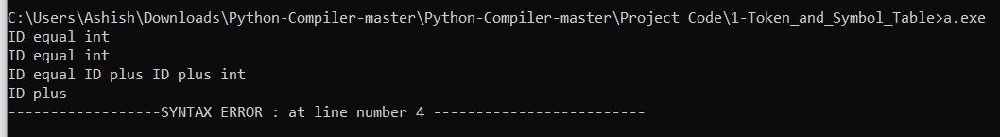 C:\Users\Ashish\Downloads\Python-Compiler-master\Python-Compiler-master\Project Code\1-Token_and_Symbol_Table>a.exe
ID equal int
ID equal int
ID equal ID plus ID plus int
ID plus
------------------SYNTAX ERROR : at line number 4 -------------------------